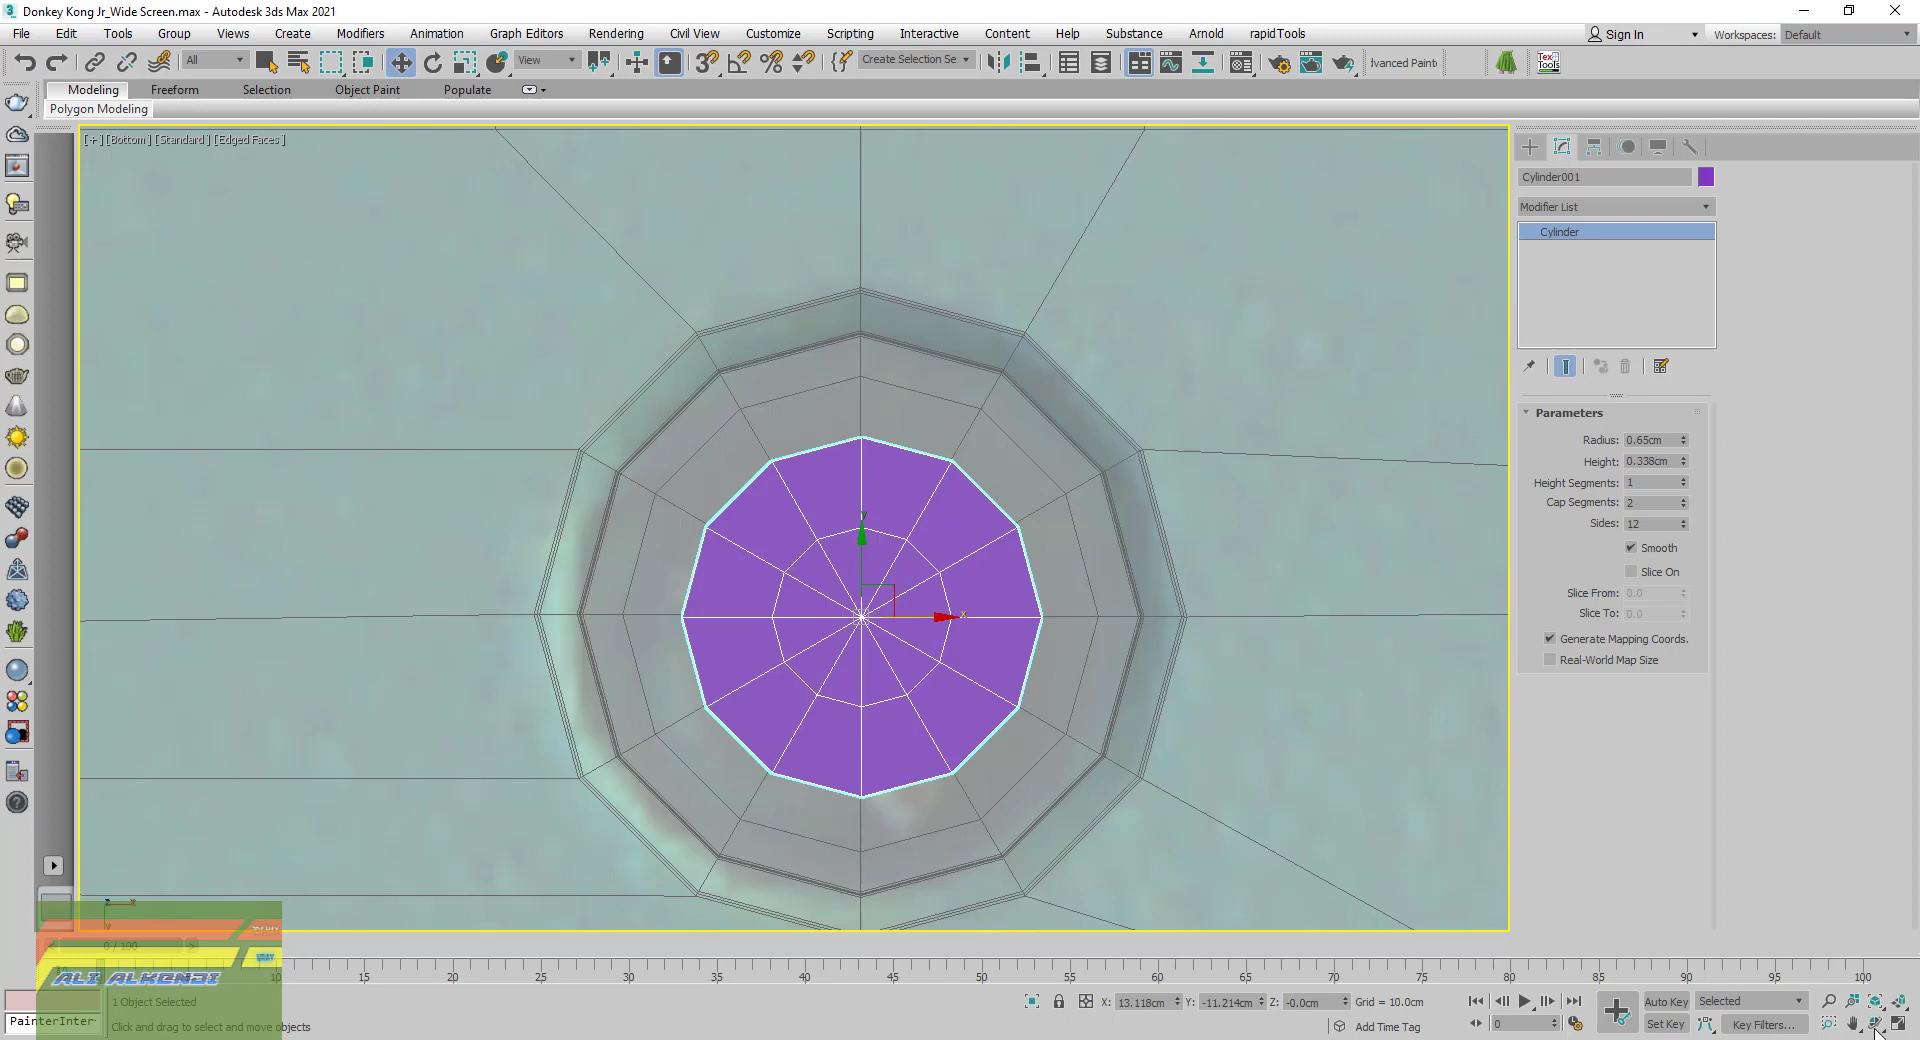 Donkey Kong Jr_Wide Screen.max - Autodesk 3ds Max 2021
File Edit Tools Group Views Create Modifiers Animation Graph Editors Rendering Civil View Customize Scripting Interactive Content Help Substance Arnold rapidTools Sign In Workspaces: Default
All View Create Selection Se lvanced Paint Tex Tools
Modeling Freeform Selection Object Paint Populate
Polygon Modeling
[+] [Bottom] [Standard] [Edged Faces]
Cylinder001
Modifier List
Cylinder
Parameters
Radius: 0.65cm
Height: 0.338cm
Height Segments: 1
Cap Segments: 2
Sides: 12
Smooth
Slice On
Slice From: 0.0
Slice To: 0.0
Generate Mapping Coords.
Real-World Map Size
y
x
z x
y
0 / 100
ALI ALKENDI
10 15 20 25 30 35 40 45 50 55 60 65 70 75 80 85 90 95 100
1 Object Selected X: 13.118cm Y: -11.214cm Z: -0.0cm Grid = 10.0cm Auto Key Selected
PainterInter Click and drag to select and move objects Add Time Tag 0 Set Key Key Filters...